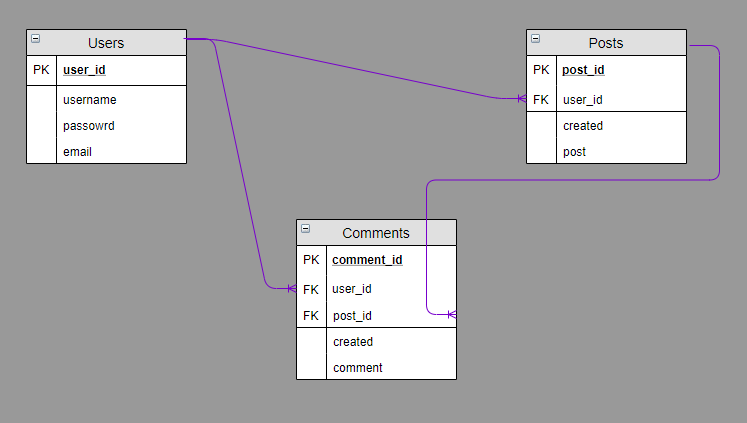 Users
PK user_id
username
passowrd
email
Posts
PK post_id
FK user_id
created
post
Comments
PK comment_id
FK user_id
FK post_id
created
comment